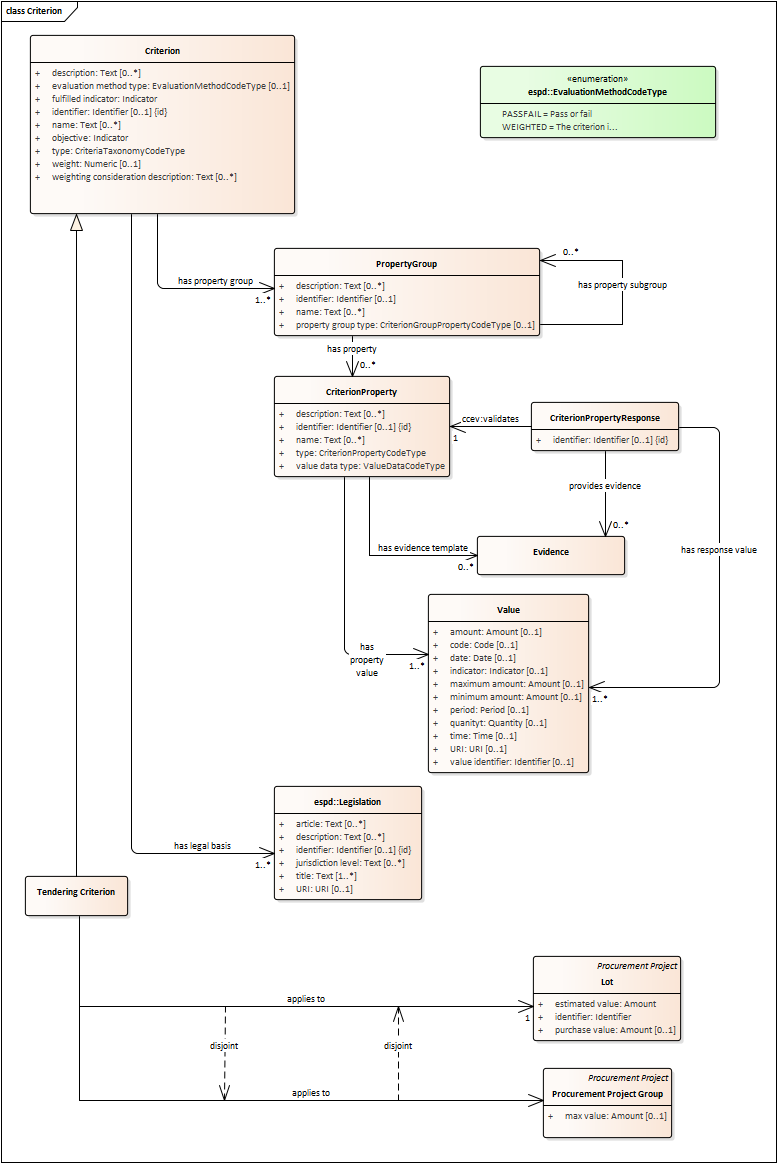 class Criterion
Criterion
+ description: Text [0..*]
+ evaluation method type: EvaluationMethodCodeType [0..1]
+ fulfilled indicator: Indicator
+ identifier: Identifier [0..1] {id}
+ name: Text [0..*]
+ objective: Indicator
+ type: CriteriaTaxonomyCodeType
+ weight: Numeric [0..1]
+ weighting consideration description: Text [0..*]
«enumeration»
espd::EvaluationMethodCodeType
PASSFAIL = Pass or fail
WEIGHTED = The criterion i...
has property group
1..*
PropertyGroup
+ description: Text [0..*]
+ identifier: Identifier [0..1]
+ name: Text [0..*]
+ property group type: CriterionGroupPropertyCodeType [0..1]
0..*
has property subgroup
has property
0..*
CriterionProperty
+ description: Text [0..*]
+ identifier: Identifier [0..1] {id}
+ name: Text [0..*]
+ type: CriterionPropertyCodeType
+ value data type: ValueDataCodeType
ccev:validates
1
CriterionPropertyResponse
+ identifier: Identifier [0..1] {id}
provides evidence
0..*
has response value
1..*
has evidence template
0..*
Evidence
has
property
value
1..*
Value
+ amount: Amount [0..1]
+ code: Code [0..1]
+ date: Date [0..1]
+ indicator: Indicator [0..1]
+ maximum amount: Amount [0..1]
+ minimum amount: Amount [0..1]
+ period: Period [0..1]
+ quanityt: Quantity [0..1]
+ time: Time [0..1]
+ URI: URI [0..1]
+ value identifier: Identifier [0..1]
has legal basis
1..*
espd::Legislation
+ article: Text [0..*]
+ description: Text [0..*]
+ identifier: Identifier [0..1] {id}
+ jurisdiction level: Text [0..*]
+ title: Text [1..*]
+ URI: URI [0..1]
Tendering Criterion
applies to
1
Procurement Project
Lot
+ estimated value: Amount
+ identifier: Identifier
+ purchase value: Amount [0..1]
disjoint
disjoint
applies to
Procurement Project
Procurement Project Group
+ max value: Amount [0..1]